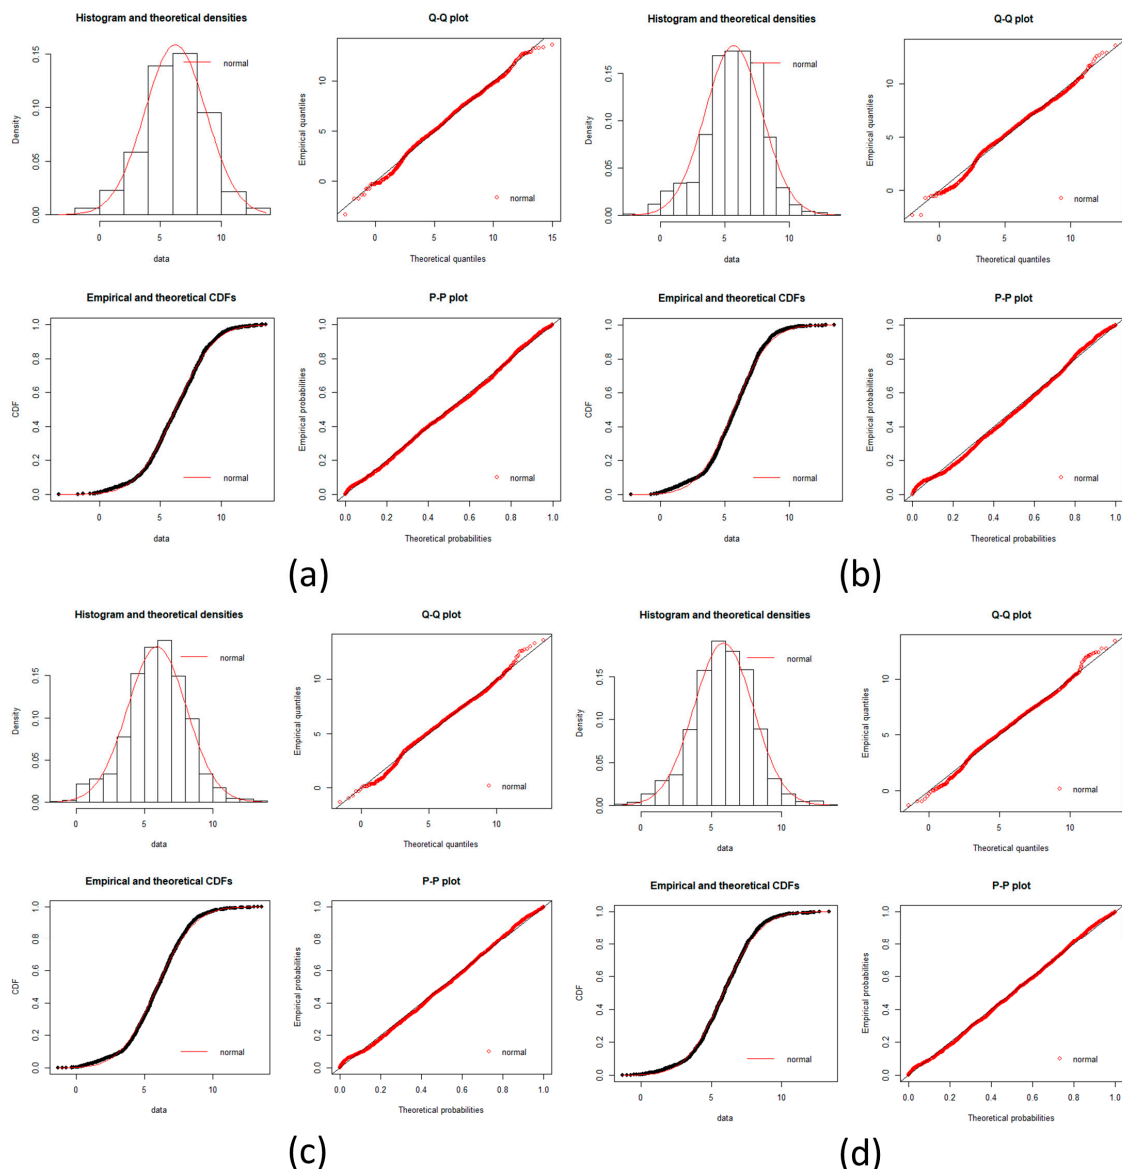 Histogram and theoretical densities
Density
0.00
0.05
0.10
0.15
normal
0
5
10
data
Q-Q plot
Empirical quantiles
0
5
10
normal
0
5
10
15
Theoretical quantiles
Empirical and theoretical CDFs
CDF
0.0
0.2
0.4
0.6
0.8
1.0
normal
0
5
10
data
P-P plot
Empirical probabilities
0.0
0.2
0.4
0.6
0.8
1.0
normal
0.0
0.2
0.4
0.6
0.8
1.0
Theoretical probabilities
(a)
Histogram and theoretical densities
Density
0.00
0.05
0.10
0.15
normal
0
5
10
data
Q-Q plot
Empirical quantiles
0
5
10
normal
0
5
10
Theoretical quantiles
Empirical and theoretical CDFs
CDF
0.0
0.2
0.4
0.6
0.8
1.0
normal
0
5
10
data
P-P plot
Empirical probabilities
0.0
0.2
0.4
0.6
0.8
1.0
normal
0.0
0.2
0.4
0.6
0.8
1.0
Theoretical probabilities
(b)
Histogram and theoretical densities
Density
0.00
0.05
0.10
0.15
normal
0
5
10
data
Q-Q plot
Empirical quantiles
0
5
10
normal
0
5
10
Theoretical quantiles
Empirical and theoretical CDFs
CDF
0.0
0.2
0.4
0.6
0.8
1.0
normal
0
5
10
data
P-P plot
Empirical probabilities
0.0
0.2
0.4
0.6
0.8
1.0
normal
0.0
0.2
0.4
0.6
0.8
1.0
Theoretical probabilities
(c)
Histogram and theoretical densities
Density
0.00
0.05
0.10
0.15
normal
0
5
10
data
Q-Q plot
Empirical quantiles
0
5
10
normal
0
5
10
Theoretical quantiles
Empirical and theoretical CDFs
CDF
0.0
0.2
0.4
0.6
0.8
1.0
normal
0
5
10
data
P-P plot
Empirical probabilities
0.0
0.2
0.4
0.6
0.8
1.0
normal
0.0
0.2
0.4
0.6
0.8
1.0
Theoretical probabilities
(d)